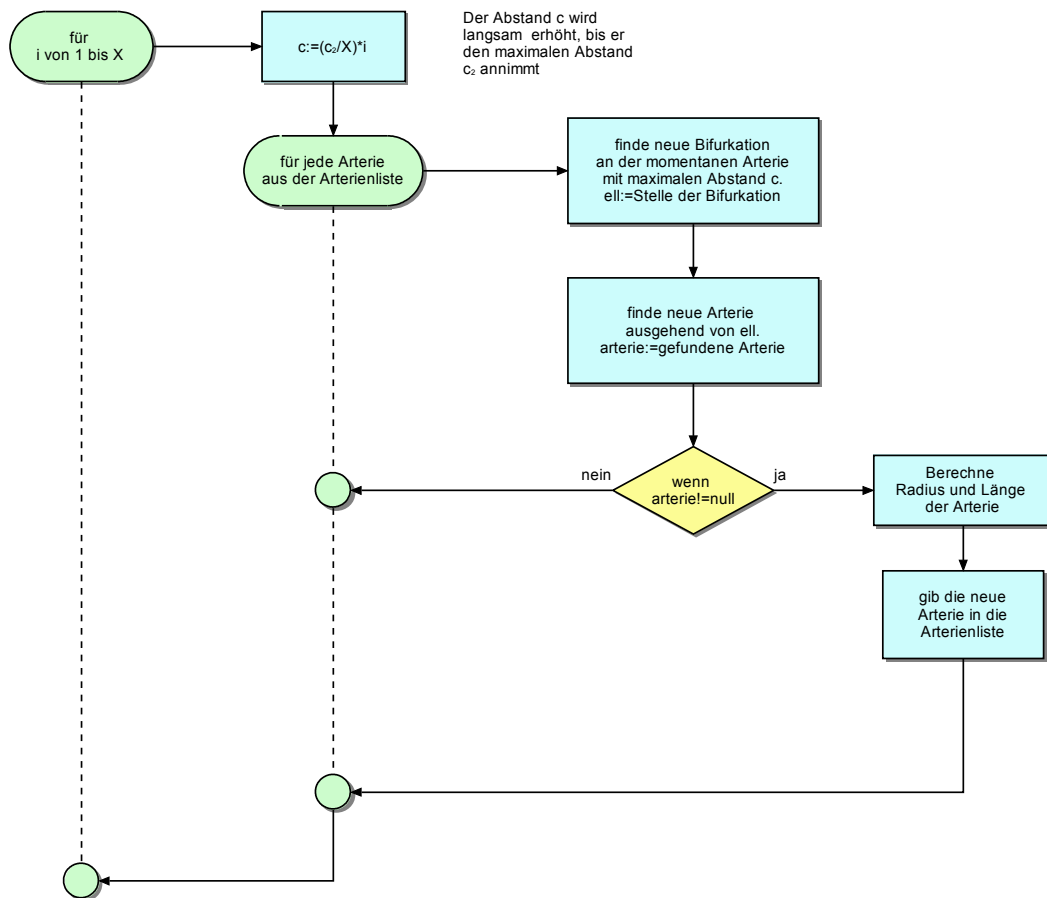 für
i von 1 bis X
c:=(c₂/X)*i
Der Abstand c wird
langsam erhöht, bis er
den maximalen Abstand
c₂ annimmt
für jede Arterie
aus der Arterienliste
finde neue Bifurkation
an der momentanen Arterie
mit maximalen Abstand c.
ell:=Stelle der Bifurkation
finde neue Arterie
ausgehend von ell.
arterie:=gefundene Arterie
nein
wenn
arterie!=null
ja
Berechne
Radius und Länge
der Arterie
gib die neue
Arterie in die
Arterienliste